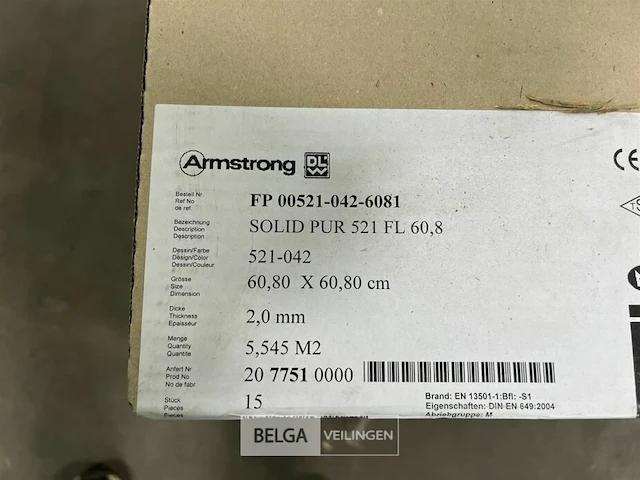 Armstrong DLW
CE
Bestell Nr
Ref No
de ref.
FP 00521-042-6081
Bezeichnung
Description
Description
SOLID PUR 521 FL 60,8
Dessin/Farbe
Design/Color
Dessin/Couleur
521-042
Grösse
Size
Dimension
60,80 X 60,80 cm
Dicke
Thickness
Epaisseur
2,0 mm
Menge
Quantity
Quantite
5,545 M2
Anfert Nr
Prod No
No de fabr
20 7751 0000
Stück
Pieces
Pieces
15
Brand: EN 13501-1:Bfl: -S1
Eigenschaften: DIN EN 649:2004
Abriebgruppe: M
BELGA VEILINGEN